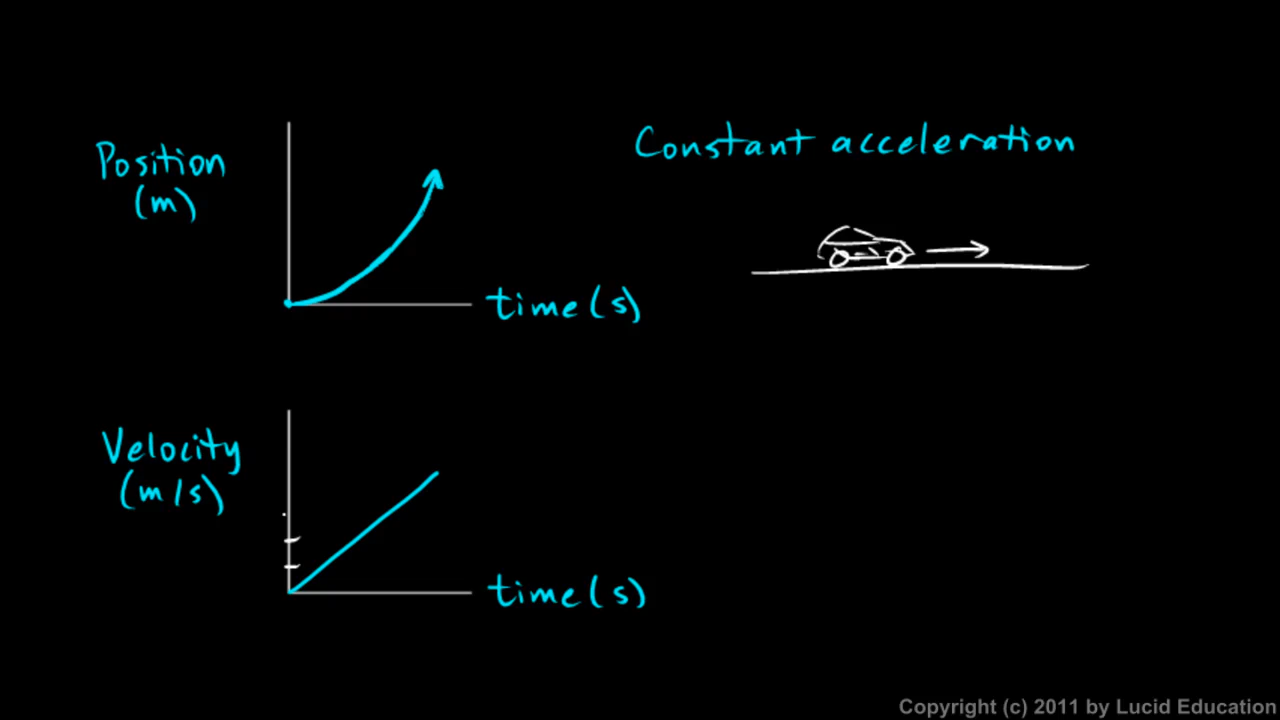 Position
(m)
time(s)
Constant acceleration
Velocity
(m/s)
time(s)
Copyright (c) 2011 by Lucid Education